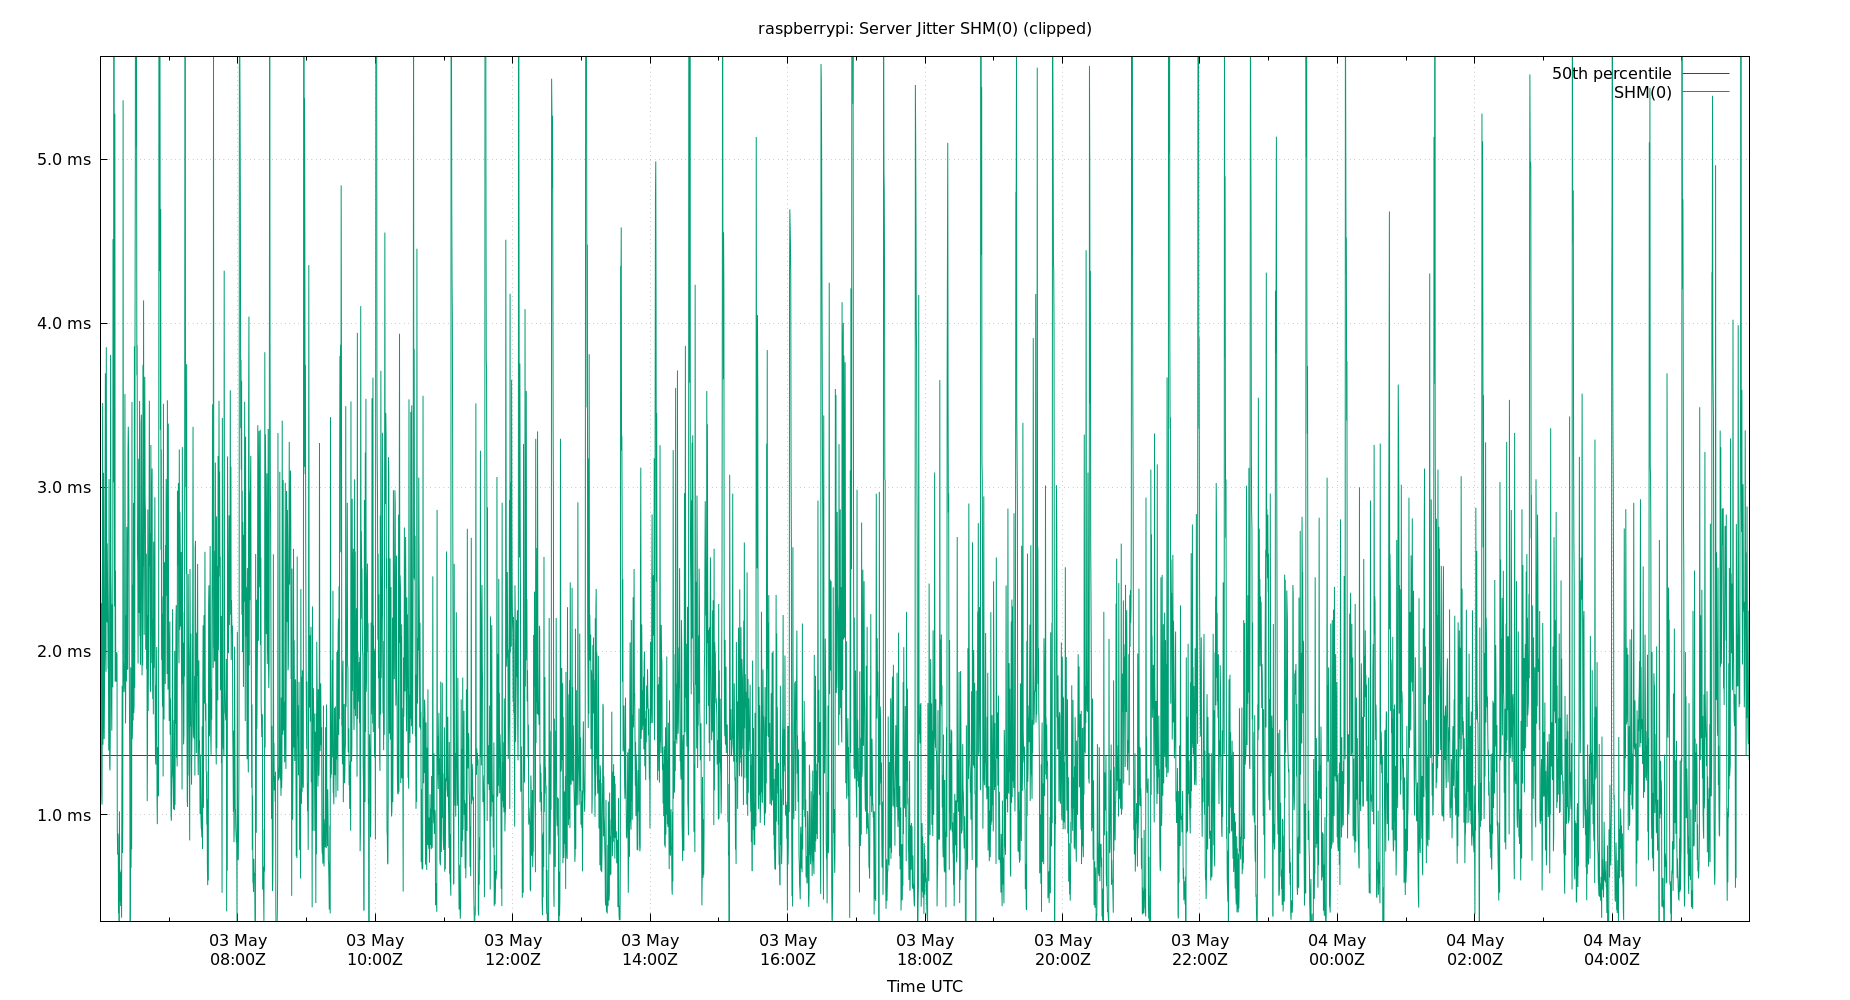 raspberrypi: Server Jitter SHM(0) (clipped)
50th percentile
SHM(0)
5.0 ms
4.0 ms
3.0 ms
2.0 ms
1.0 ms
03 May 03 May 03 May 03 May 03 May 03 May 03 May 03 May 04 May 04 May 04 May
08:00Z 10:00Z 12:00Z 14:00Z 16:00Z 18:00Z 20:00Z 22:00Z 00:00Z 02:00Z 04:00Z
Time UTC